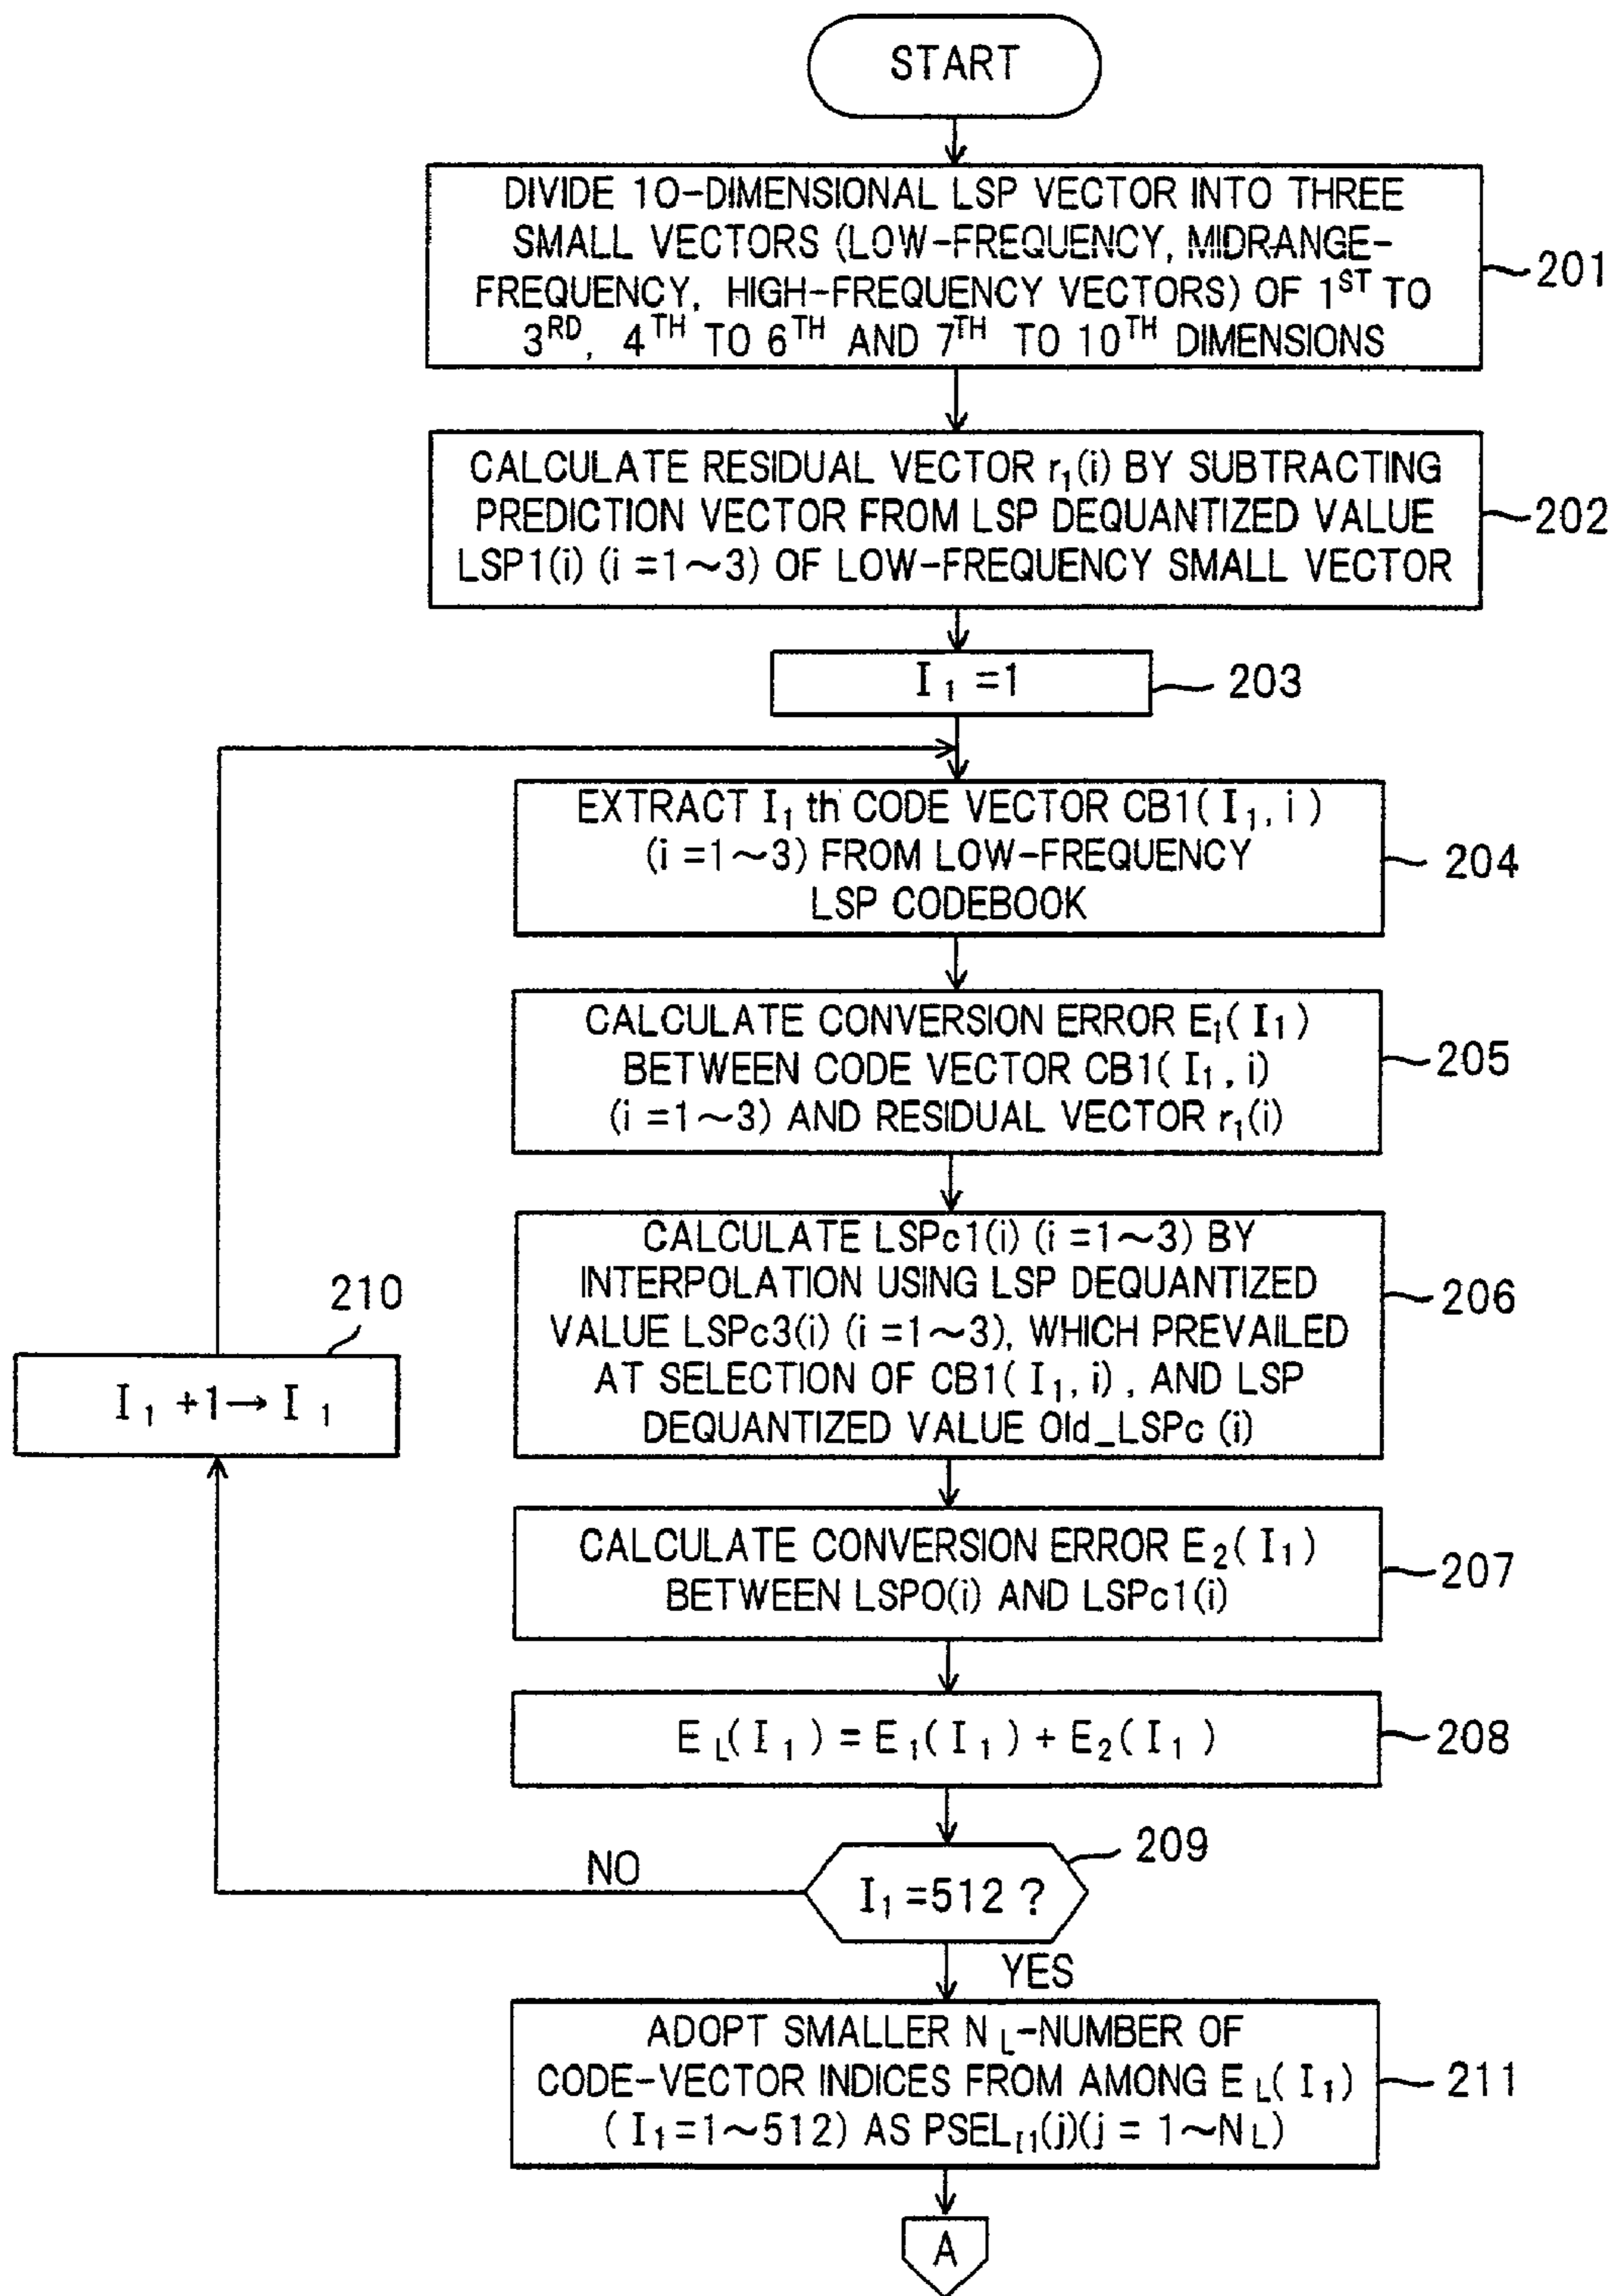 START
DIVIDE 10-DIMENSIONAL LSP VECTOR INTO THREE
SMALL VECTORS (LOW-FREQUENCY, MIDRANGE-
FREQUENCY, HIGH-FREQUENCY VECTORS) OF 1ST TO
3RD, 4TH TO 6TH AND 7TH TO 10TH DIMENSIONS
201
CALCULATE RESIDUAL VECTOR r₁(i) BY SUBTRACTING
PREDICTION VECTOR FROM LSP DEQUANTIZED VALUE
LSP1(i) (i =1~3) OF LOW-FREQUENCY SMALL VECTOR
202
I₁ =1
203
EXTRACT I₁ th CODE VECTOR CB1( I₁, i )
(i =1~3) FROM LOW-FREQUENCY
LSP CODEBOOK
204
CALCULATE CONVERSION ERROR E₁( I₁ )
BETWEEN CODE VECTOR CB1( I₁, i)
(i =1~3) AND RESIDUAL VECTOR r₁(i)
205
CALCULATE LSPc1(i) (i =1~3) BY
INTERPOLATION USING LSP DEQUANTIZED
VALUE LSPc3(i) (i =1~3), WHICH PREVAILED
AT SELECTION OF CB1( I₁, i), AND LSP
DEQUANTIZED VALUE Old_LSPc (i)
206
210
I₁ +1→ I₁
CALCULATE CONVERSION ERROR E₂( I₁ )
BETWEEN LSP0(i) AND LSPc1(i)
207
E L( I₁ ) = E₁( I₁ ) + E₂( I₁ )
208
209
NO
I₁ =512 ?
YES
ADOPT SMALLER N L-NUMBER OF
CODE-VECTOR INDICES FROM AMONG E L( I₁ )
( I₁ =1~512) AS PSEL I1(j)(j = 1~N L)
211
A